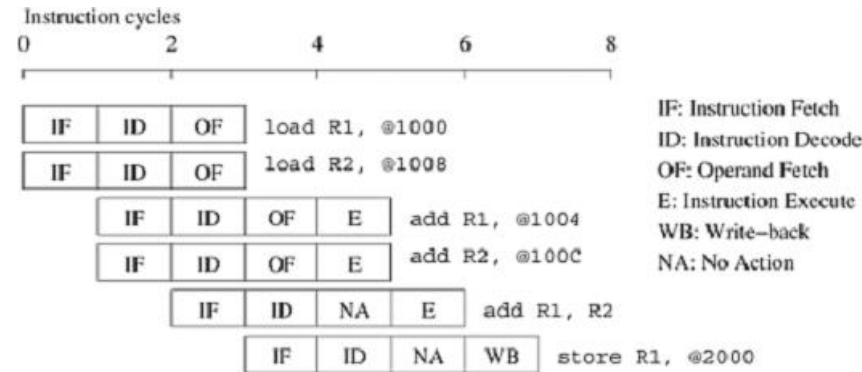 Instruction cycles
0 2 4 6 8
IF ID OF load R1, @1000
IF ID OF load R2, @1008
IF ID OF E add R1, @1004
IF ID OF E add R2, @100C
IF ID NA E add R1, R2
IF ID NA WB store R1, @2000
IF: Instruction Fetch
ID: Instruction Decode
OF: Operand Fetch
E: Instruction Execute
WB: Write-back
NA: No Action